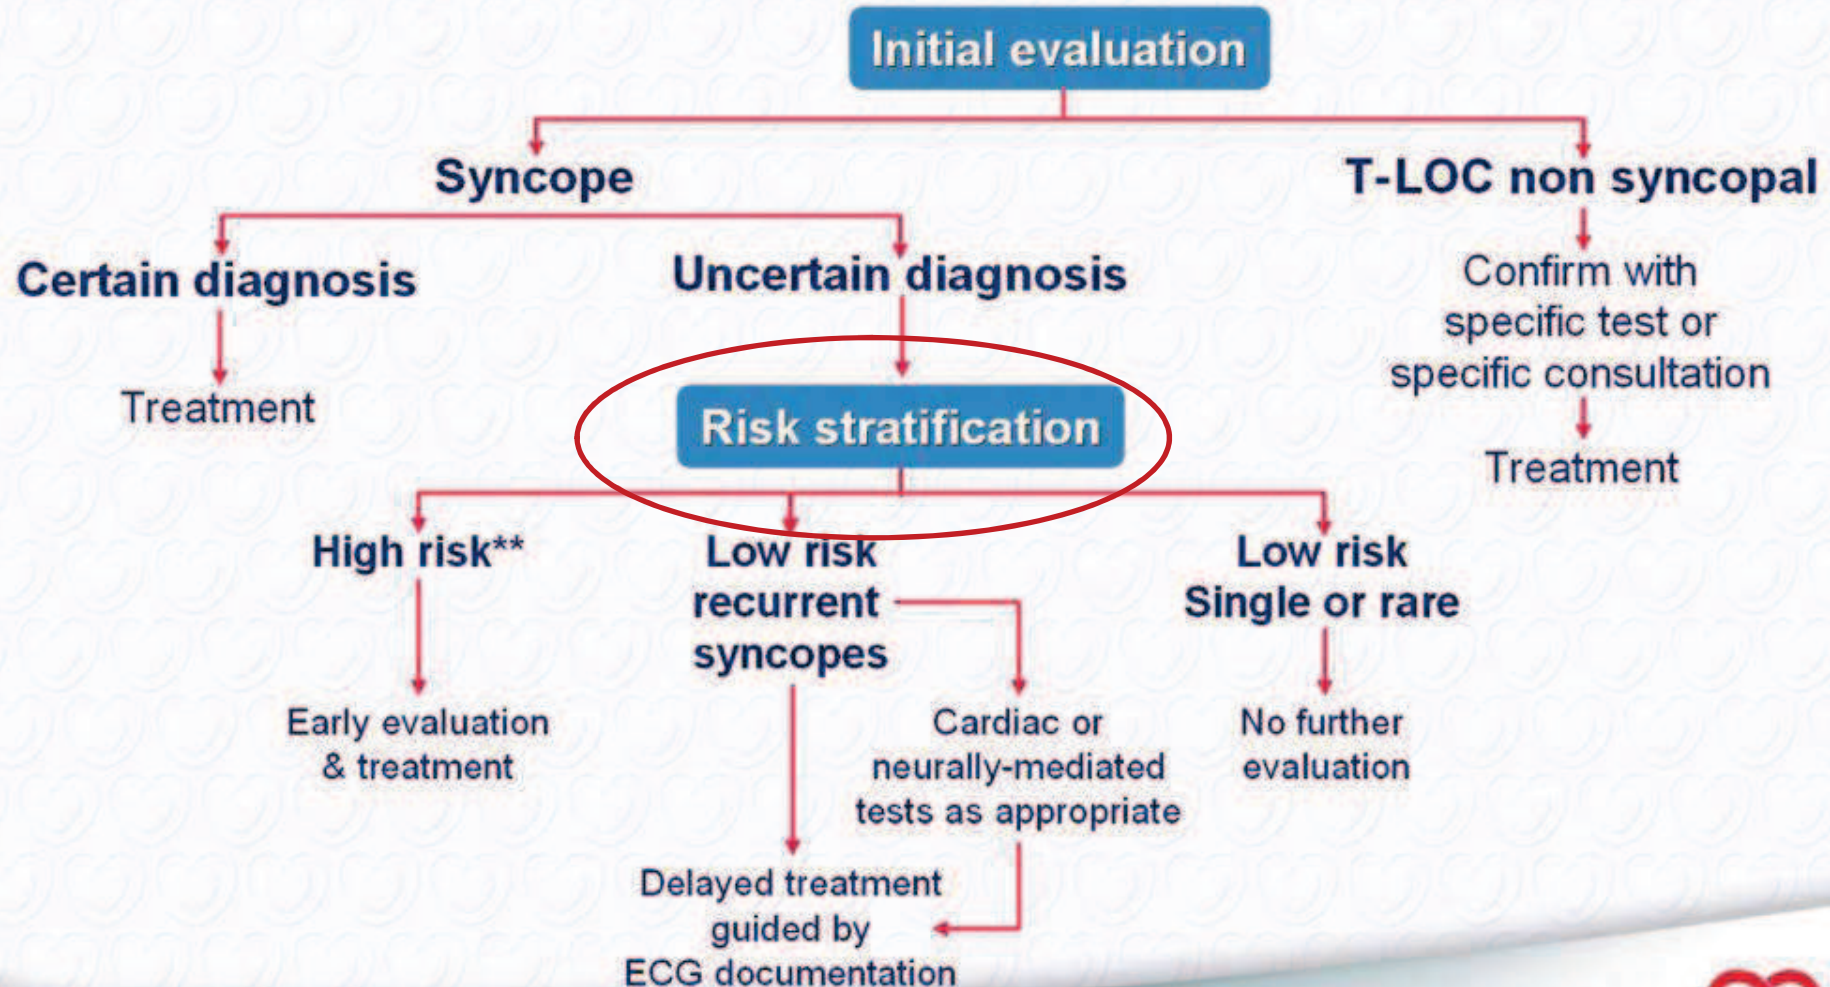 Initial evaluation
Syncope
T-LOC non syncopal
Certain diagnosis
Uncertain diagnosis
Confirm with
specific test or
specific consultation
Treatment
Treatment
Risk stratification
High risk**
Low risk
recurrent
syncopes
Low risk
Single or rare
Early evaluation
& treatment
Cardiac or
neurally-mediated
tests as appropriate
No further
evaluation
Delayed treatment
guided by
ECG documentation